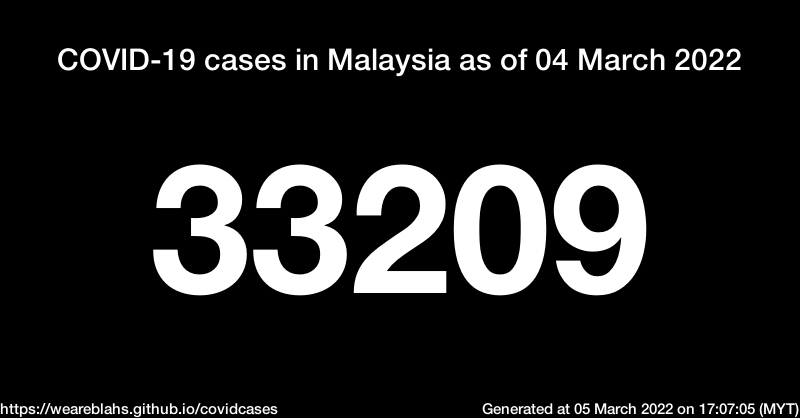 COVID-19 cases in Malaysia as of 04 March 2022
33209
https://weareblahs.github.io/covidcases
Generated at 05 March 2022 on 17:07:05 (MYT)